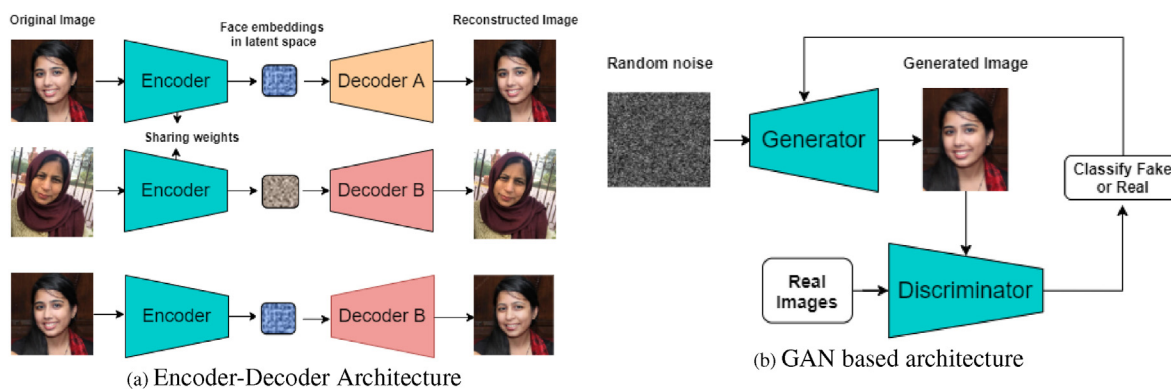 Original Image
Face embeddings
in latent space
Reconstructed Image
Encoder
Decoder A
Sharing weights
Encoder
Decoder B
Encoder
Decoder B
(a) Encoder-Decoder Architecture
Random noise
Generated Image
Generator
Classify Fake
or Real
Real
Images
Discriminator
(b) GAN based architecture